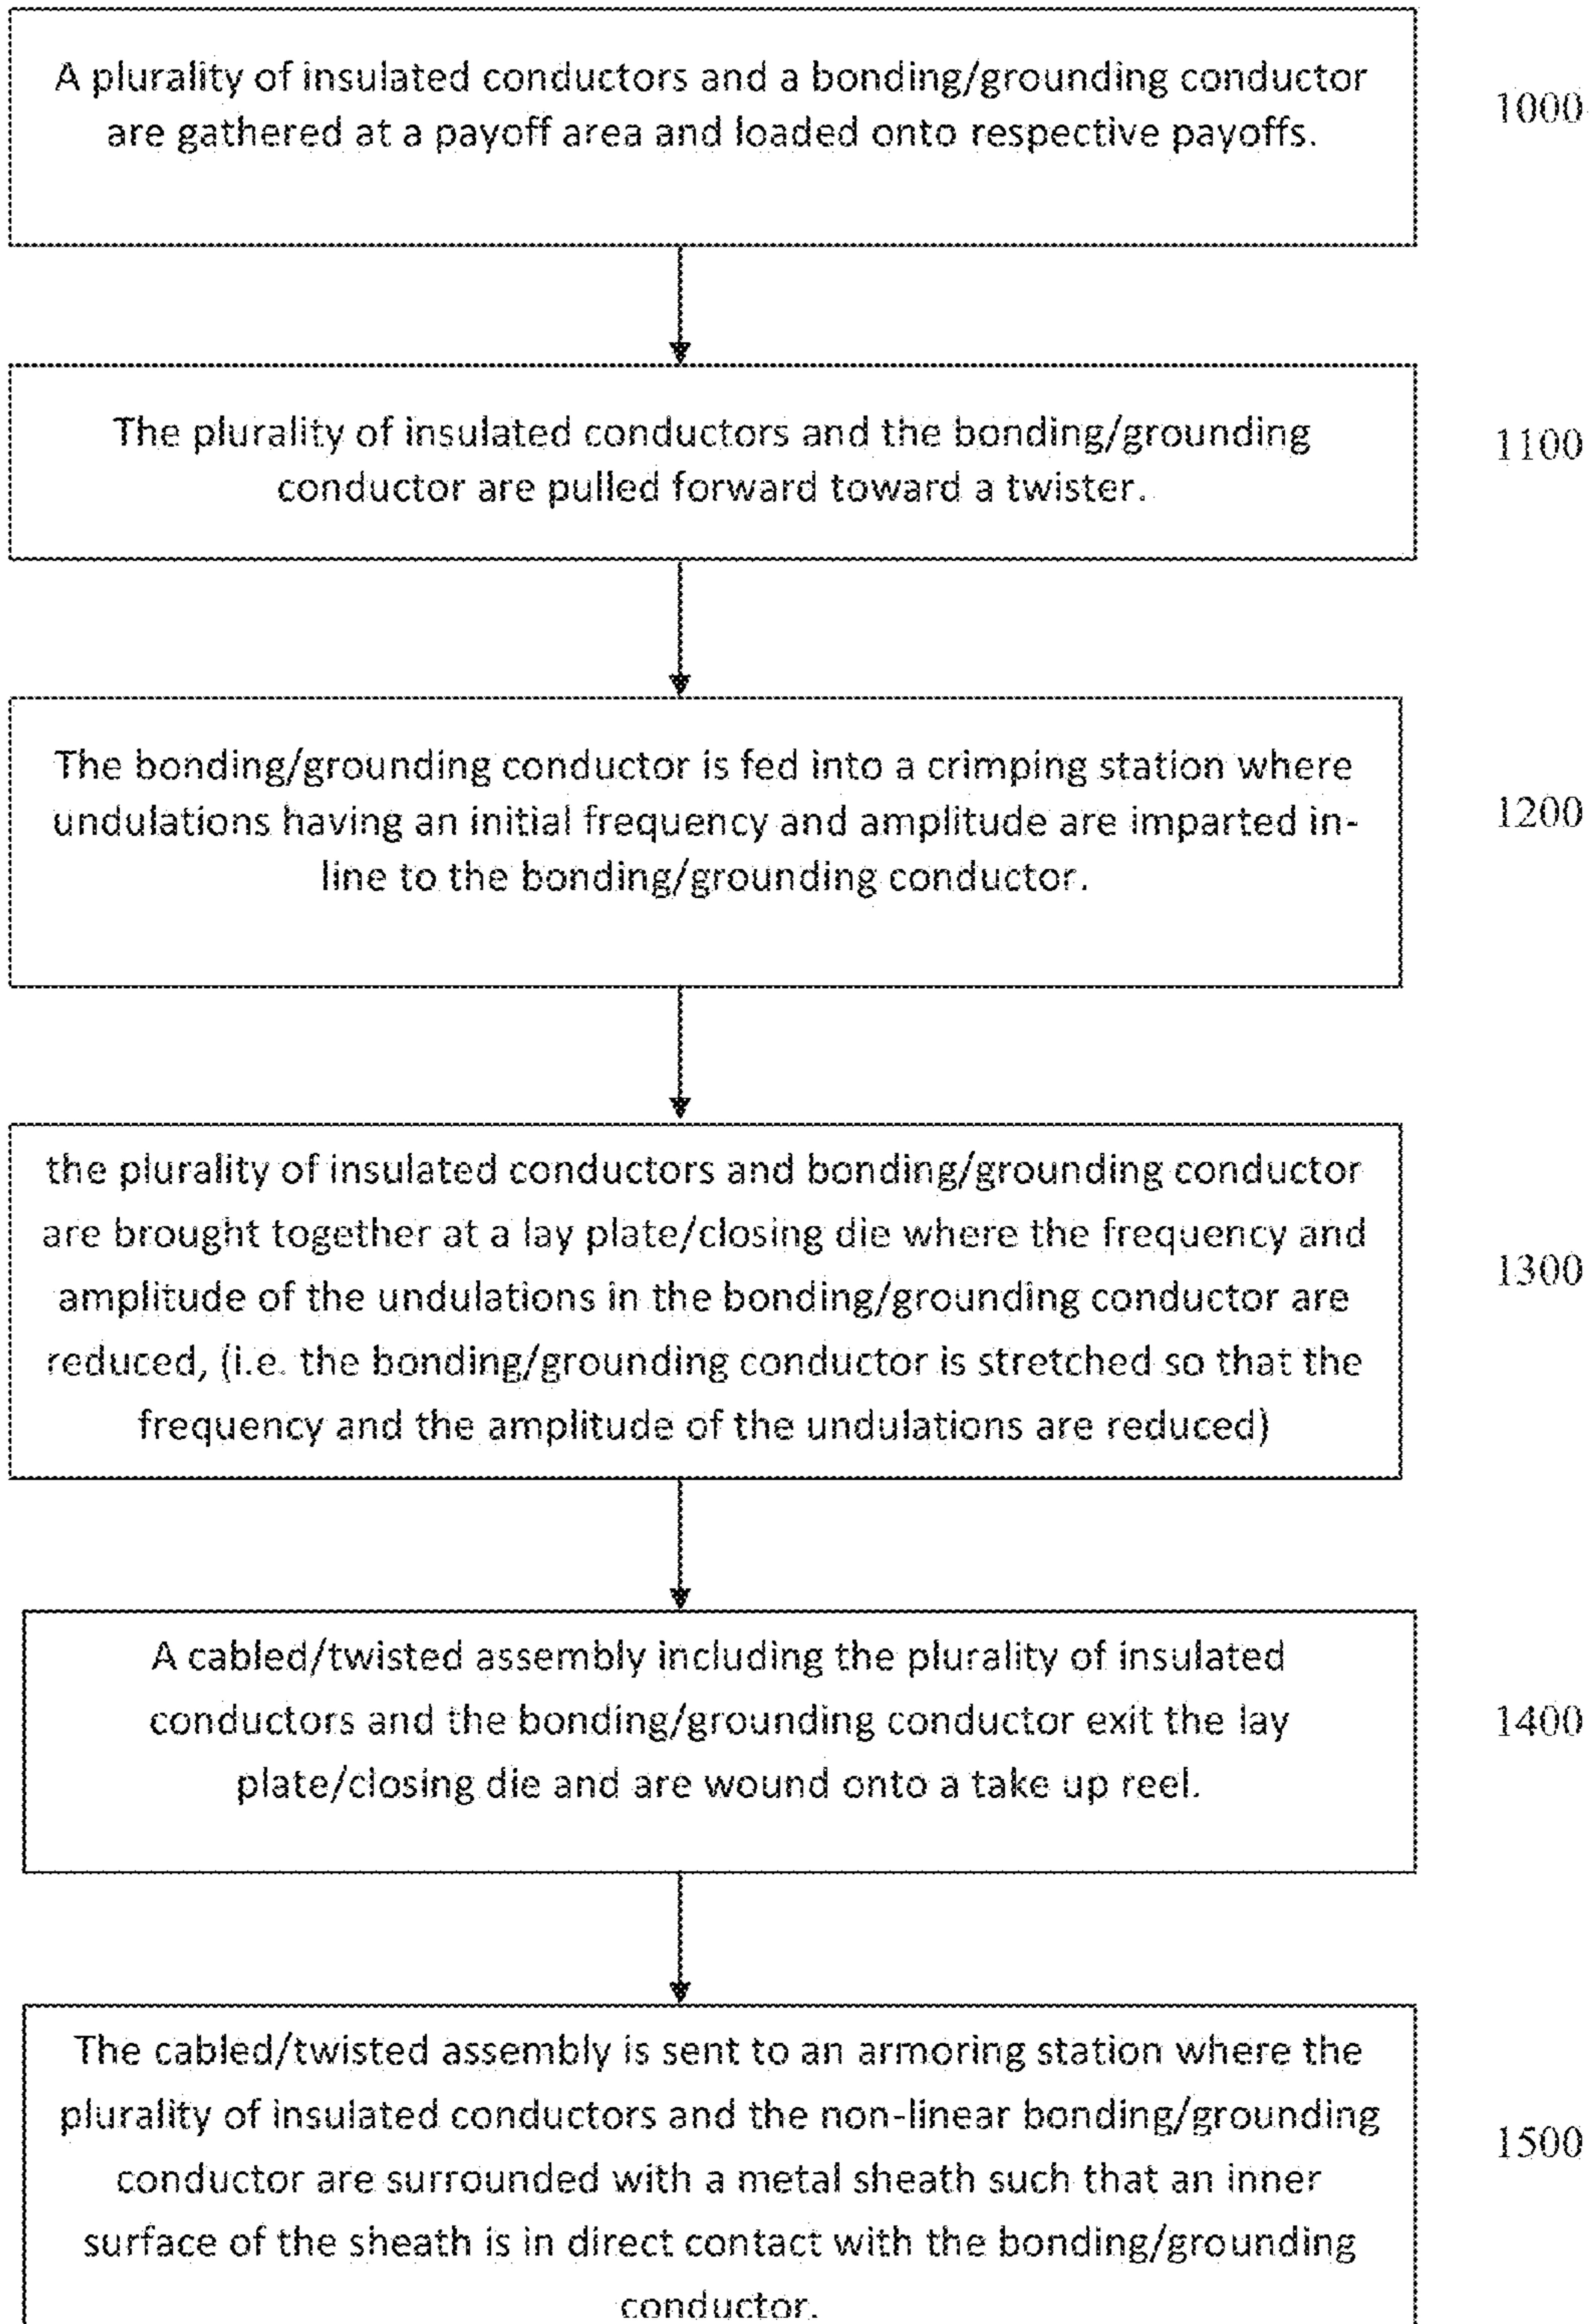 A plurality of insulated conductors and a bonding/grounding conductor
are gathered at a payoff area and loaded onto respective payoffs.
1000
The plurality of insulated conductors and the bonding/grounding
conductor are pulled forward toward a twister.
1100
The bonding/grounding conductor is fed into a crimping station where
undulations having an initial frequency and amplitude are imparted in-
line to the bonding/grounding conductor.
1200
the plurality of insulated conductors and bonding/grounding conductor
are brought together at a lay plate/closing die where the frequency and
amplitude of the undulations in the bonding/grounding conductor are
reduced, (i.e. the bonding/grounding conductor is stretched so that the
frequency and the amplitude of the undulations are reduced)
1300
A cabled/twisted assembly including the plurality of insulated
conductors and the bonding/grounding conductor exit the lay
plate/closing die and are wound onto a take up reel.
1400
The cabled/twisted assembly is sent to an armoring station where the
plurality of insulated conductors and the non-linear bonding/grounding
conductor are surrounded with a metal sheath such that an inner
surface of the sheath is in direct contact with the bonding/grounding
conductor.
1500